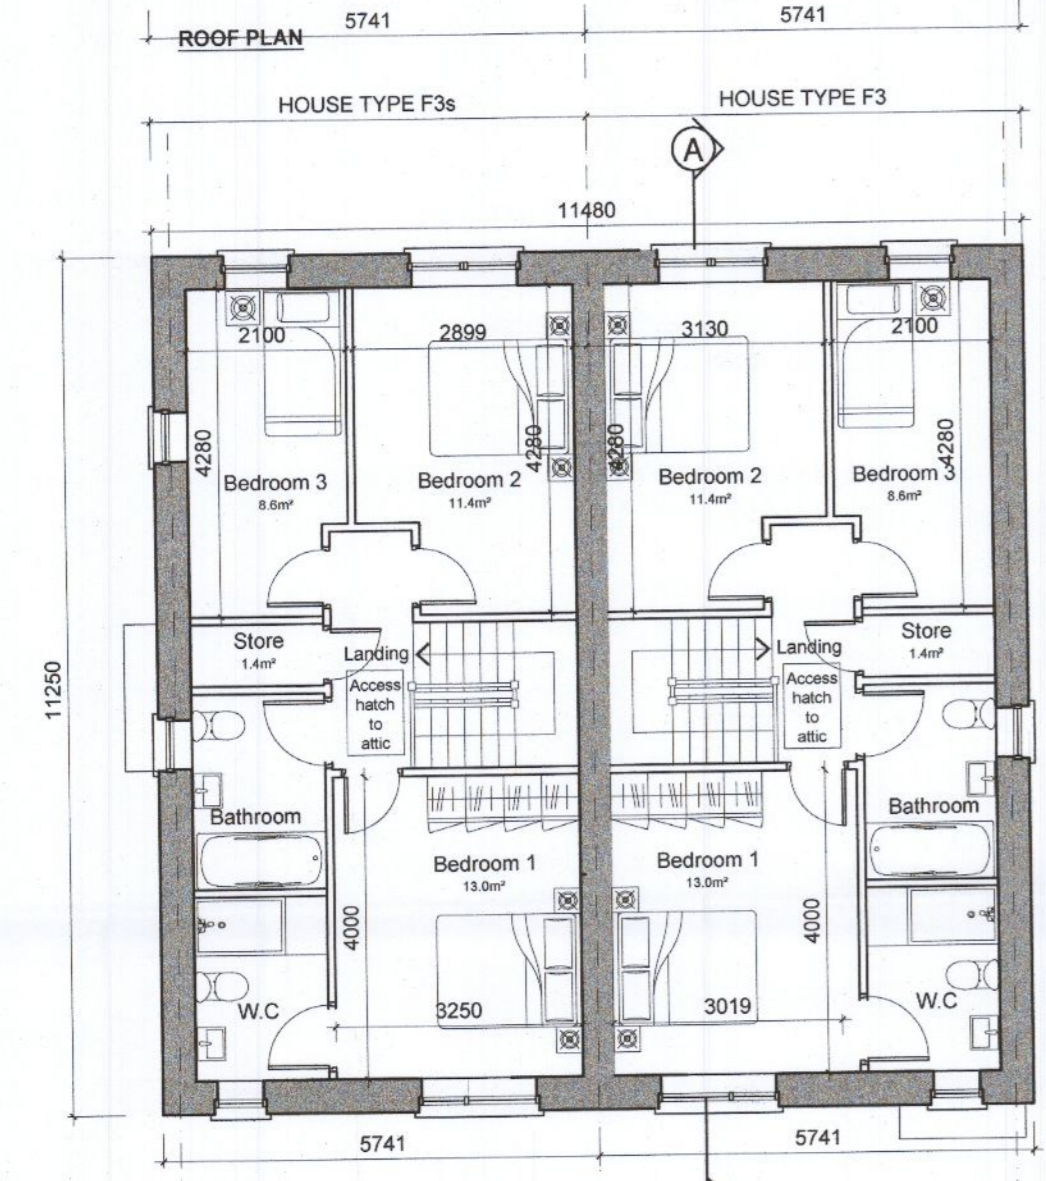 5741
5741
ROOF PLAN
HOUSE TYPE F3s
HOUSE TYPE F3
A
11480
2100
2899
3130
2100
4280
4280
4280
4280
Bedroom 3
8.6m²
Bedroom 2
11.4m²
Bedroom 2
11.4m²
Bedroom 3
8.6m²
11250
Store
1.4m²
Landing
Landing
Store
1.4m²
Access
hatch
to
attic
Access
hatch
to
attic
Bathroom
Bathroom
Bedroom 1
13.0m²
Bedroom 1
13.0m²
4000
4000
W.C
3250
3019
W.C
5741
5741